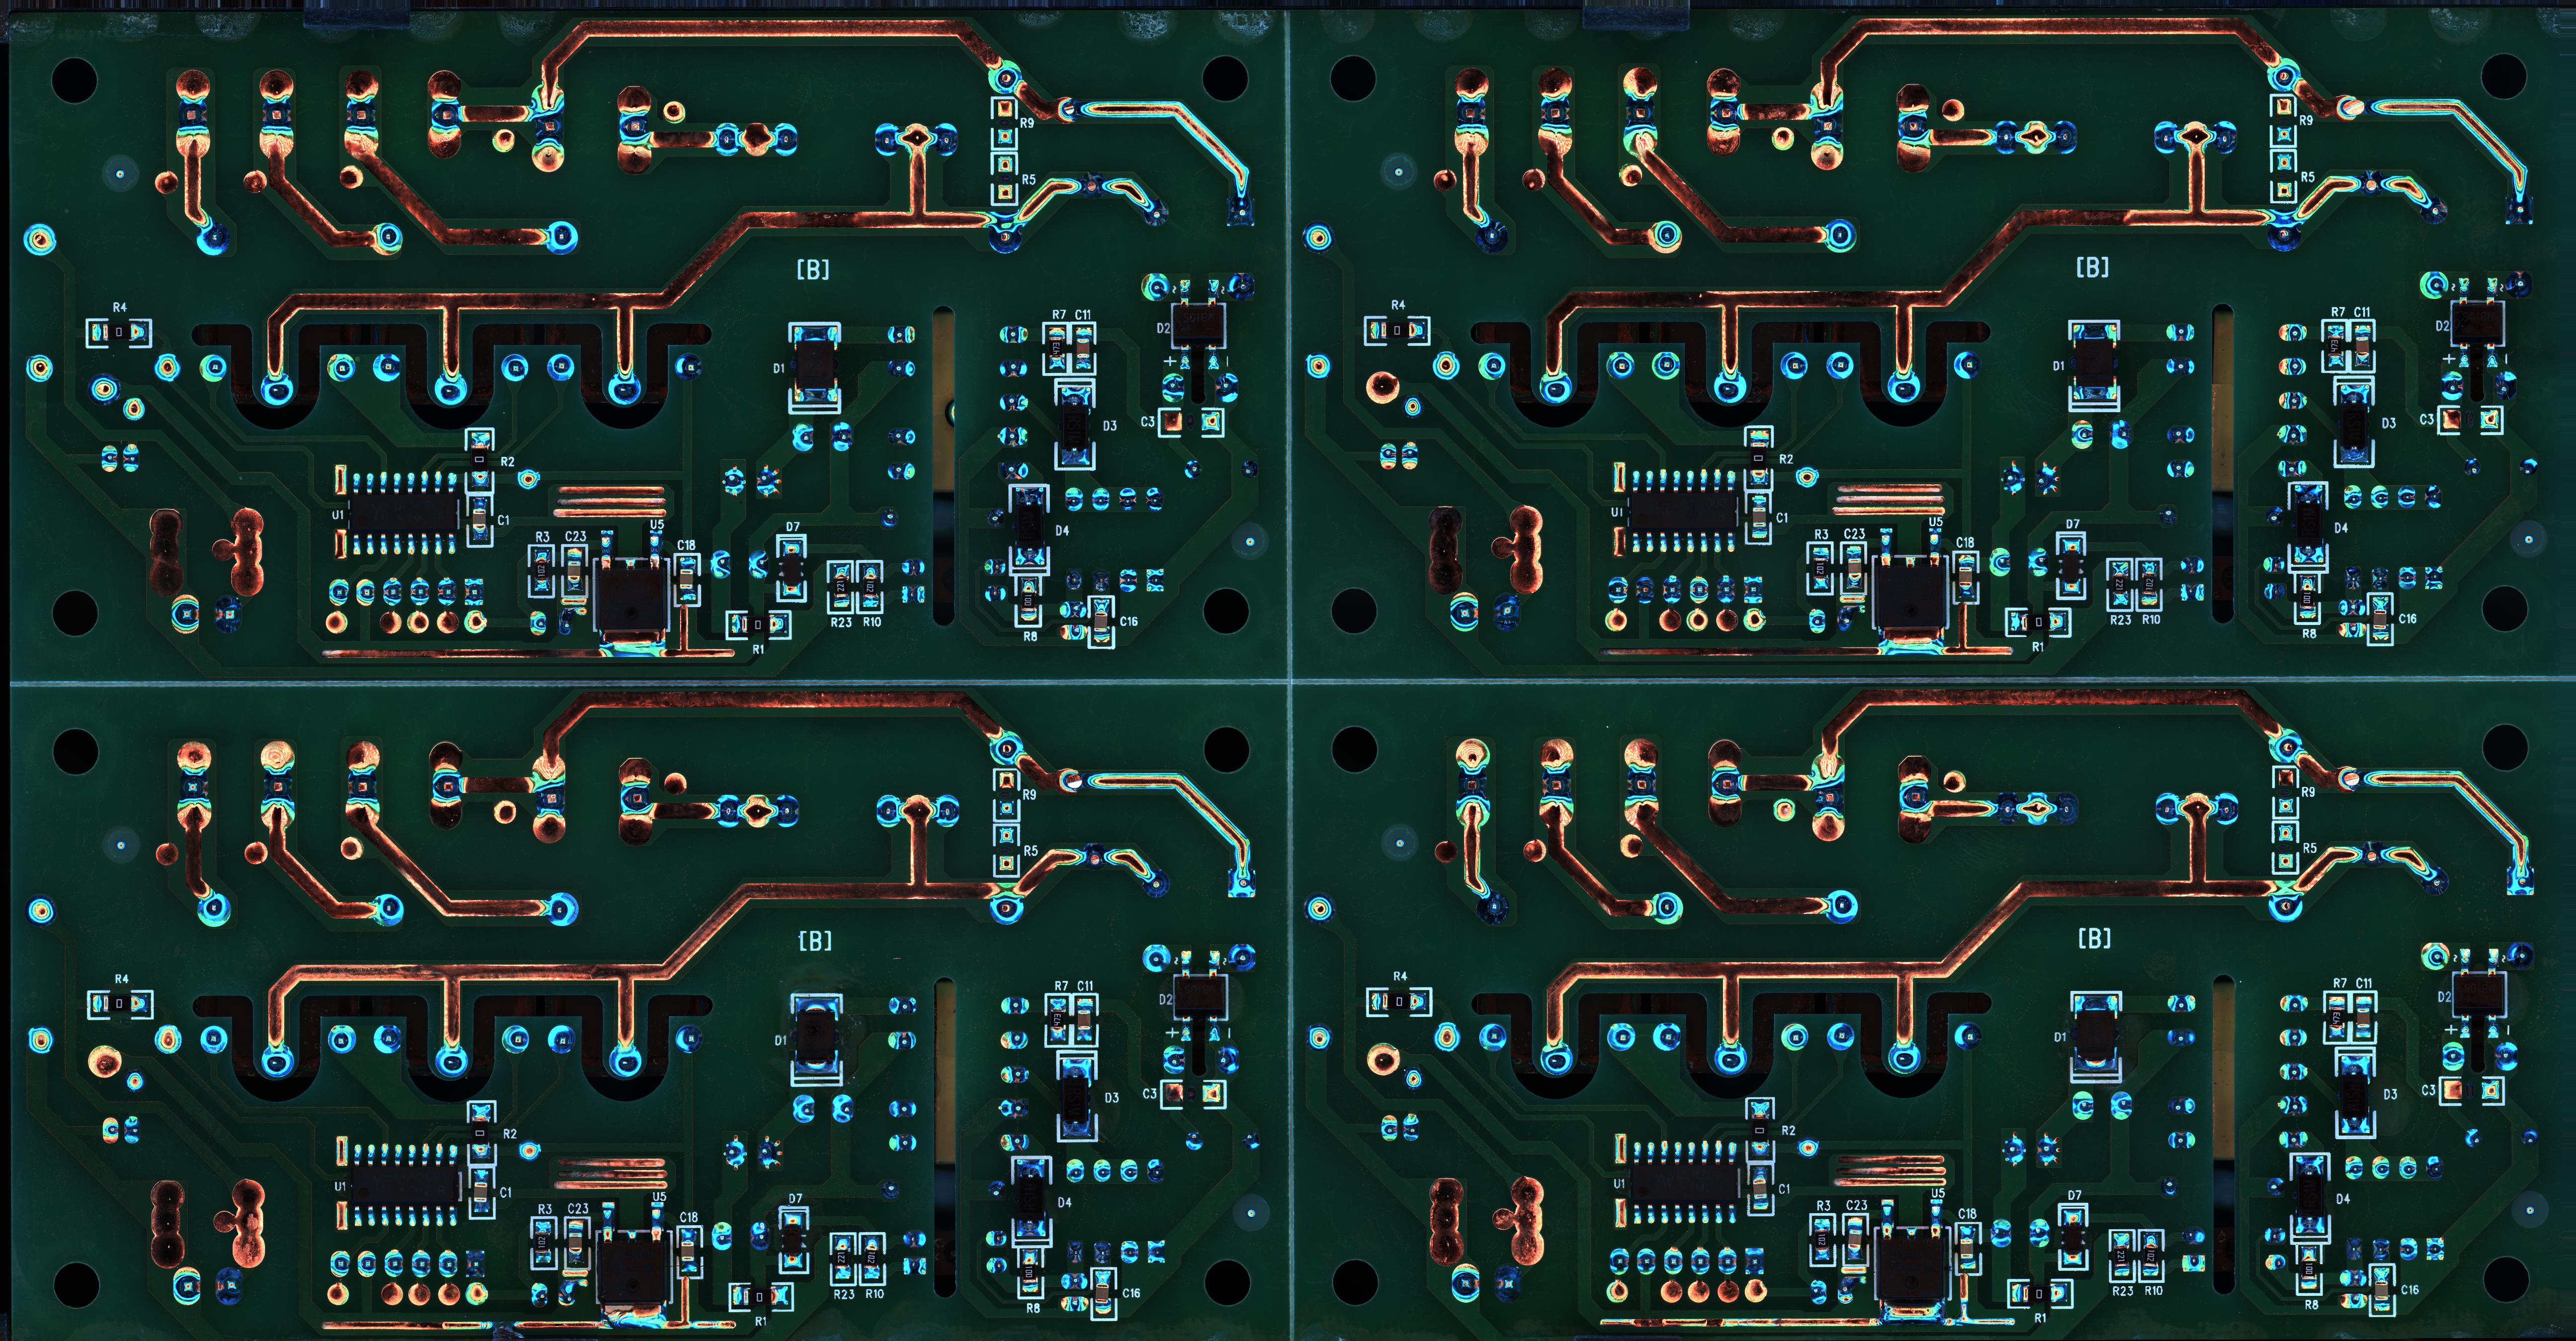 R9
R5
[B]
R4
R7 C11
D2
+ -
D1
C3
D3
R2
U1
C1
U5
D7
D4
R3 C23
C18
R23 R10
R8
C16
R1
R9
R5
[B]
R4
R7 C11
D2
+ -
D1
C3
D3
R2
U1
C1
U5
D7
D4
R3 C23
C18
R23 R10
R8
C16
R1
R9
R5
[B]
R4
R7 C11
D2
+ -
D1
C3
D3
R2
U1
C1
U5
D7
D4
R3 C23
C18
R23 R10
R8
C16
R1
R9
R5
[B]
R4
R7 C11
D2
+ -
D1
C3
D3
R2
U1
C1
U5
D7
D4
R3 C23
C18
R23 R10
R8
C16
R1